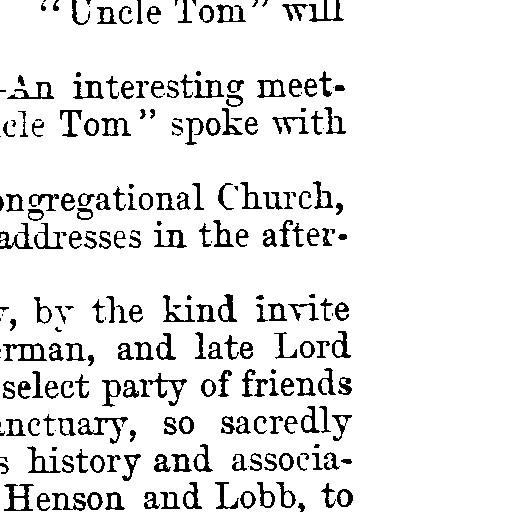 "Uncle Tom" will
-An interesting meet-
cle Tom" spoke with
ongregational Church,
addresses in the after-
, by the kind invite
erman, and late Lord
select party of friends
anctuary, so sacredly
s history and associa-
Henson and Lobb, to